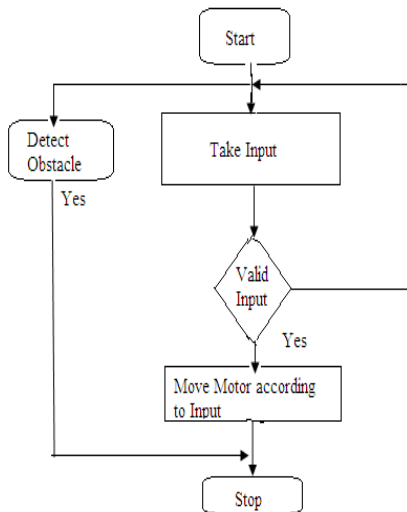 Start
Detect
Obstacle
Yes
Take Input
Valid
Input
Yes
Move Motor according
to Input
Stop